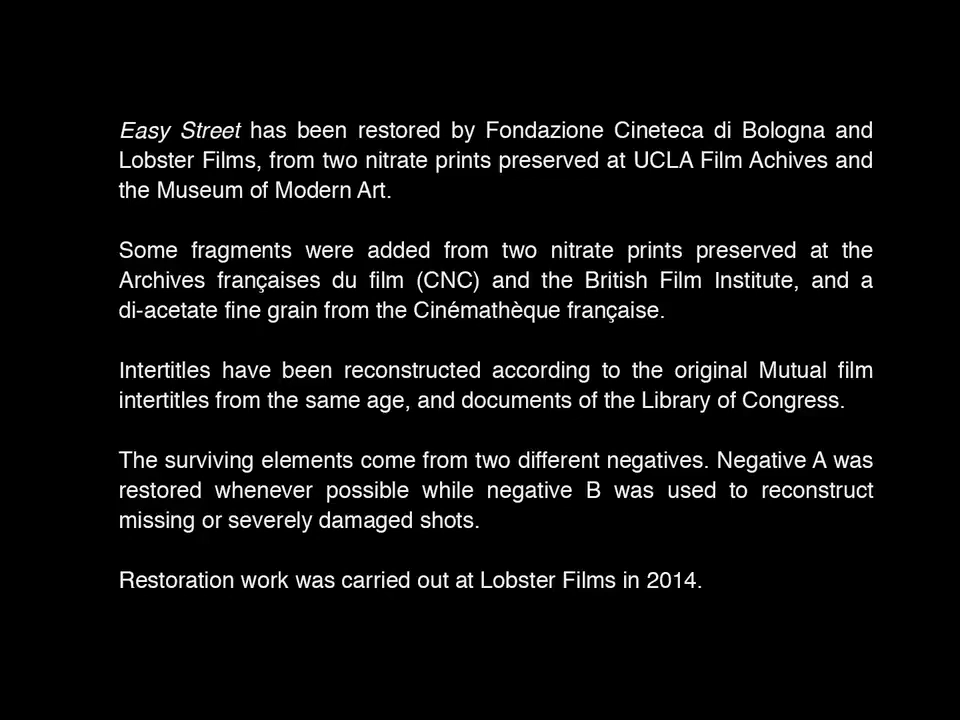 Easy Street has been restored by Fondazione Cineteca di Bologna and
Lobster Films, from two nitrate prints preserved at UCLA Film Achives and
the Museum of Modern Art.
Some fragments were added from two nitrate prints preserved at the
Archives françaises du film (CNC) and the British Film Institute, and a
di-acetate fine grain from the Cinémathèque française.
Intertitles have been reconstructed according to the original Mutual film
intertitles from the same age, and documents of the Library of Congress.
The surviving elements come from two different negatives. Negative A was
restored whenever possible while negative B was used to reconstruct
missing or severely damaged shots.
Restoration work was carried out at Lobster Films in 2014.